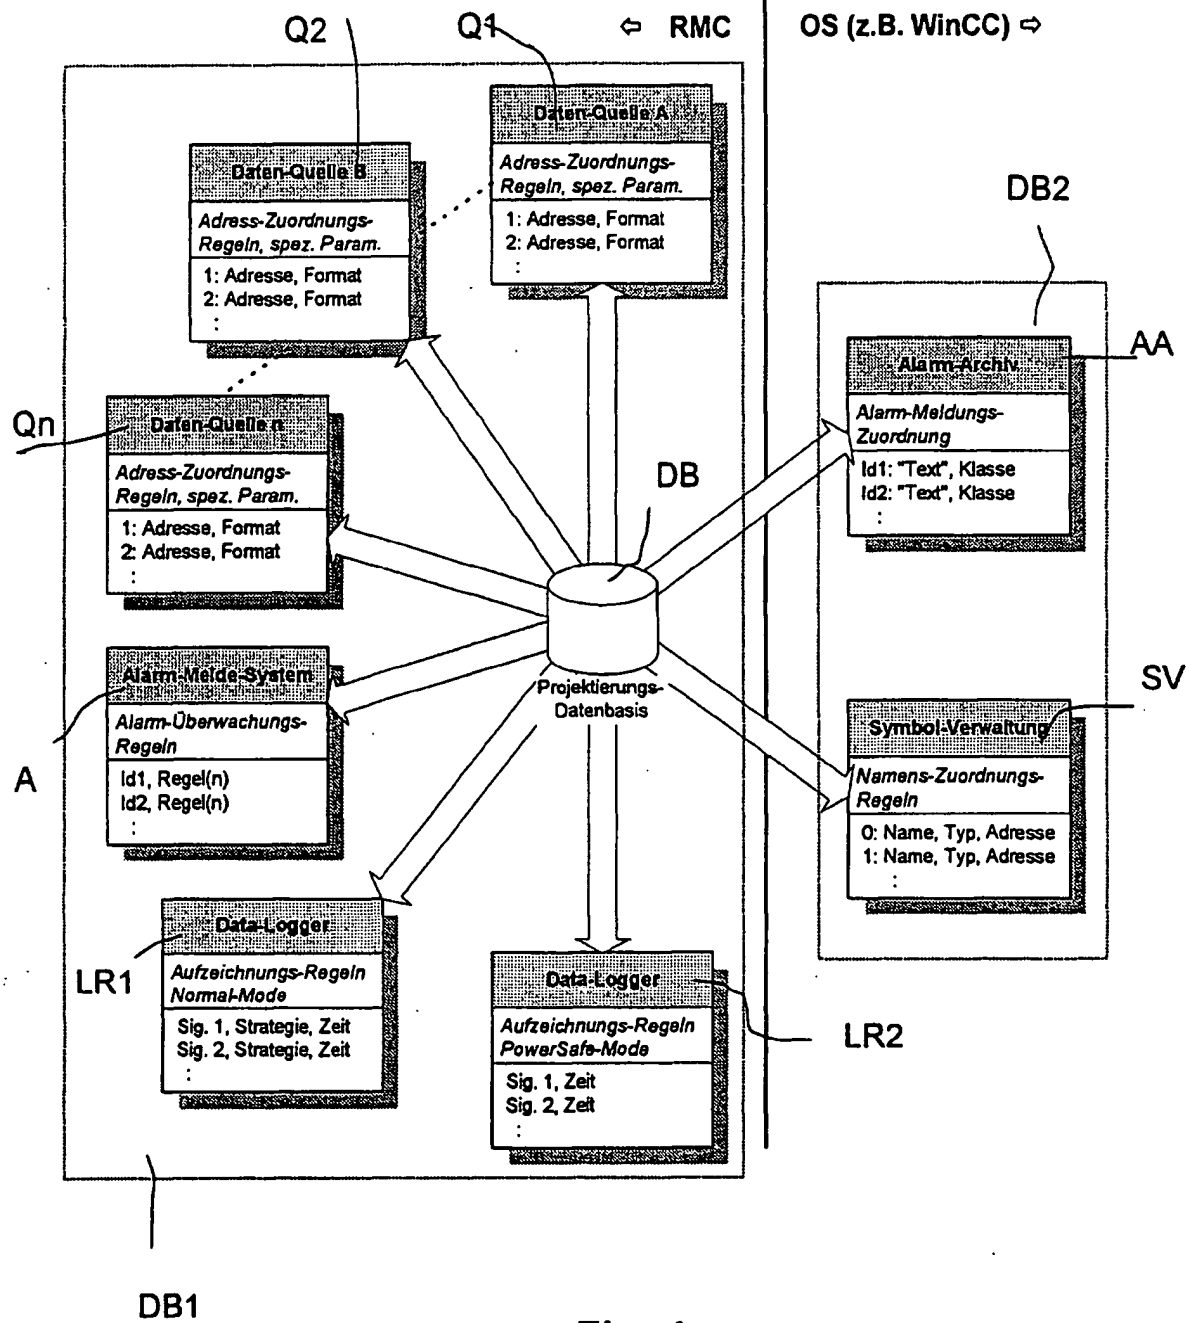 Q2
Q1
⇦ RMC
OS (z.B. WinCC) ⇨
Daten-Quelle A
Adress-Zuordnungs-
Regeln, spez. Param.
1: Adresse, Format
2: Adresse, Format
:
Daten-Quelle B
Adress-Zuordnungs-
Regeln, spez. Param.
1: Adresse, Format
2: Adresse, Format
:
DB2
AA
Alarm-Archiv
Alarm-Meldungs-
Zuordnung
Id1: "Text", Klasse
Id2: "Text", Klasse
:
Qn
Daten-Quelle n
Adress-Zuordnungs-
Regeln, spez. Param.
1: Adresse, Format
2: Adresse, Format
:
DB
Projektierungs-
Datenbasis
Alarm-Melde-System
Alarm-Überwachungs-
Regeln
Id1, Regel(n)
Id2, Regel(n)
:
A
SV
Symbol-Verwaltung
Namens-Zuordnungs-
Regeln
0: Name, Typ, Adresse
1: Name, Typ, Adresse
:
LR1
Data-Logger
Aufzeichnungs-Regeln
Normal-Mode
Sig. 1, Strategie, Zeit
Sig. 2, Strategie, Zeit
:
Data-Logger
Aufzeichnungs-Regeln
PowerSafe-Mode
Sig. 1, Zeit
Sig. 2, Zeit
:
LR2
DB1